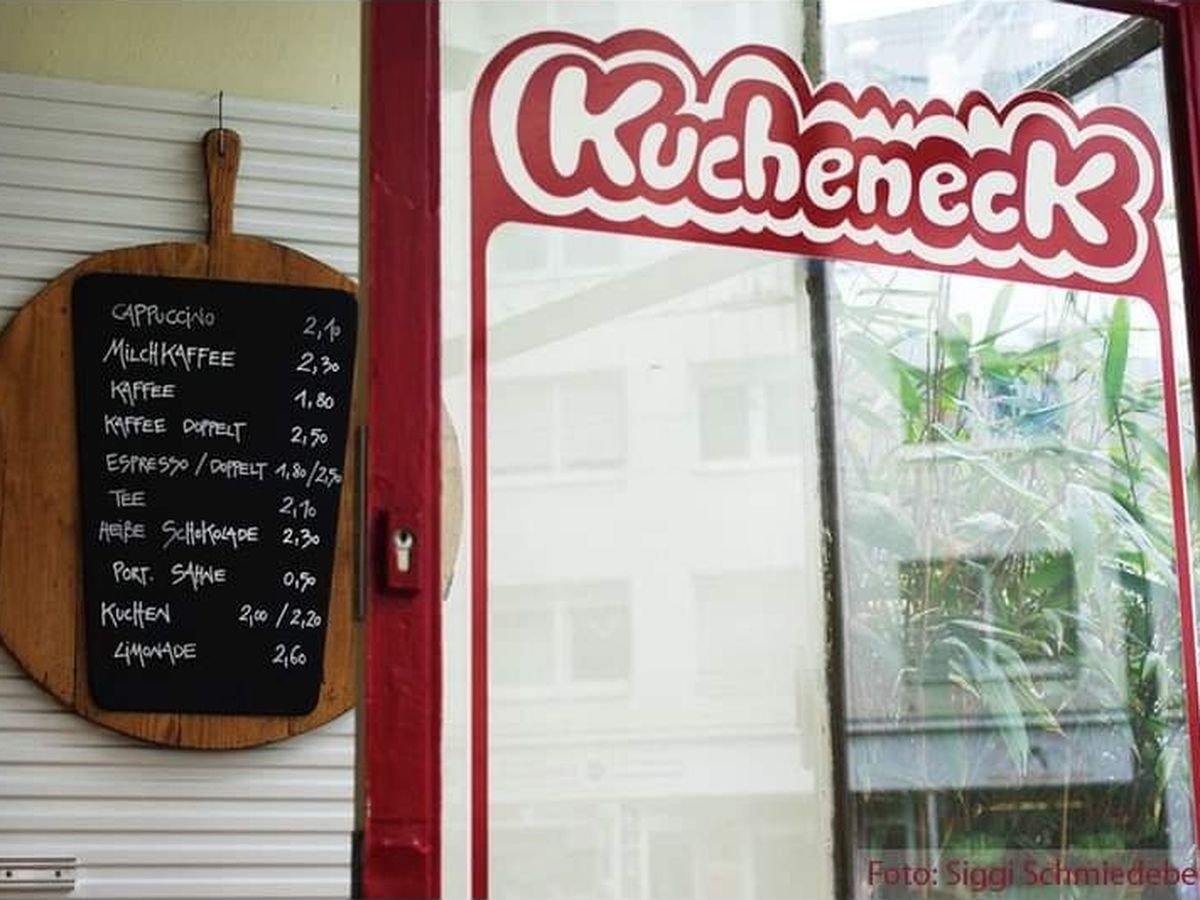 CAPPUCCINO 2,10
MILCHKAFFEE 2,30
KAFFEE 1,80
KAFFEE DOPPELT 2,50
ESPRESSO / DOPPELT 1,80/2,50
TEE 2,10
HEIßE SCHOKOLADE 2,30
PORT. SAHNE 0,50
KUCHEN 2,00 / 2,20
LIMONADE 2,60
Kucheneck
Foto: Siggi Schmiedebe